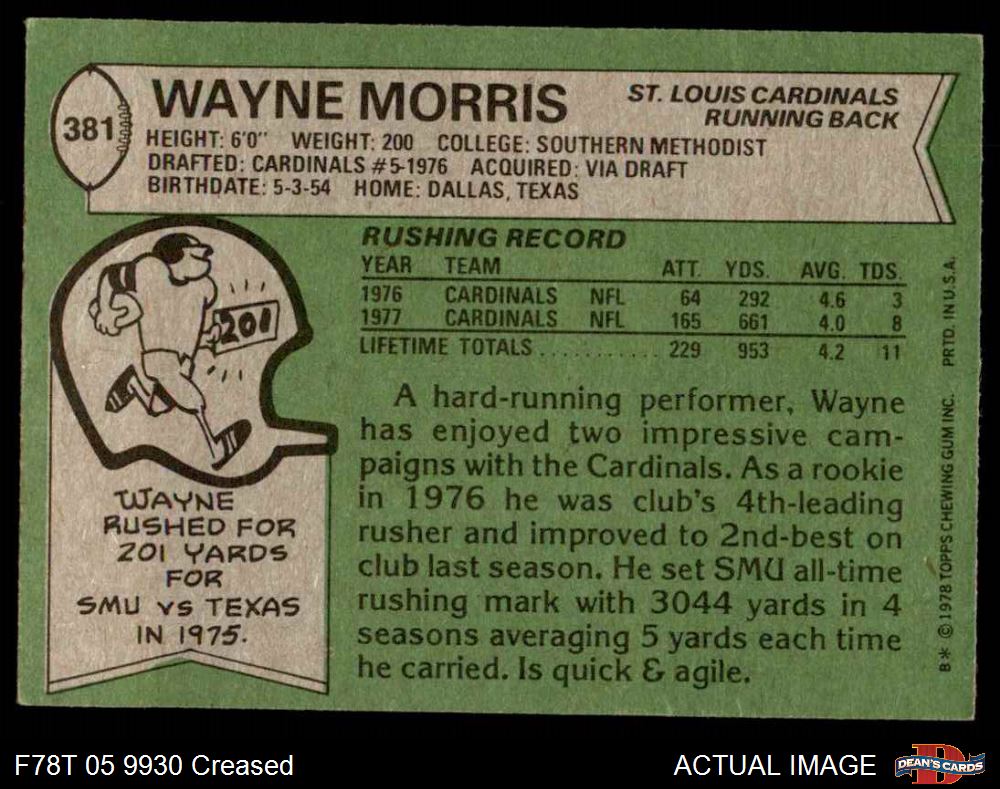 381
WAYNE MORRIS
ST. LOUIS CARDINALS
RUNNING BACK
HEIGHT: 6'0" WEIGHT: 200 COLLEGE: SOUTHERN METHODIST
DRAFTED: CARDINALS #5-1976 ACQUIRED: VIA DRAFT
BIRTHDATE: 5-3-54 HOME: DALLAS, TEXAS
201
WAYNE
RUSHED FOR
201 YARDS
FOR
SMU VS TEXAS
IN 1975.
RUSHING RECORD
YEAR TEAM ATT. YDS. AVG. TDS.
1976 CARDINALS NFL 64 292 4.6 3
1977 CARDINALS NFL 165 661 4.0 8
LIFETIME TOTALS............ 229 953 4.2 11
A hard-running performer, Wayne
has enjoyed two impressive cam-
paigns with the Cardinals. As a rookie
in 1976 he was club's 4th-leading
rusher and improved to 2nd-best on
club last season. He set SMU all-time
rushing mark with 3044 yards in 4
seasons averaging 5 yards each time
he carried. Is quick & agile.
B* © 1978 TOPPS CHEWING GUM INC. PRTD. IN U.S.A.
F78T 05 9930 Creased
ACTUAL IMAGE
D
DEAN'S CARDS